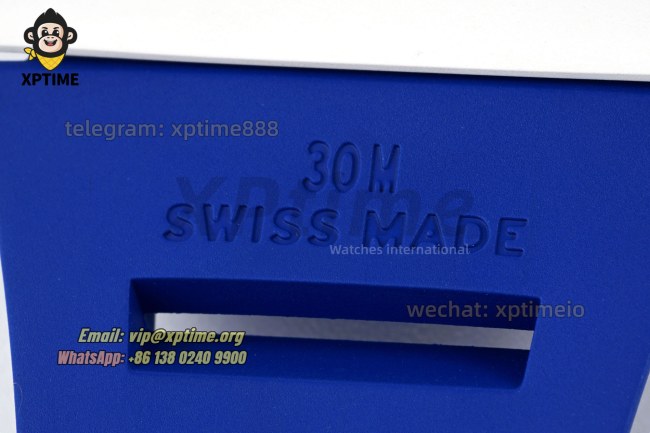 XPTIME
telegram: xptime888
30M
xptime
SWISS MADE
Watches International
wechat: xptimeio
Email: vip@xptime.org
WhatsApp: +86 138 0240 9900